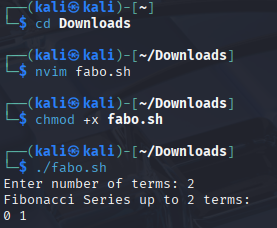 ┌──(kali㉿kali)-[~]
└─$ cd Downloads
┌──(kali㉿kali)-[~/Downloads]
└─$ nvim fabo.sh
┌──(kali㉿kali)-[~/Downloads]
└─$ chmod +x fabo.sh
┌──(kali㉿kali)-[~/Downloads]
└─$ ./fabo.sh
Enter number of terms: 2
Fibonacci Series up to 2 terms:
0 1